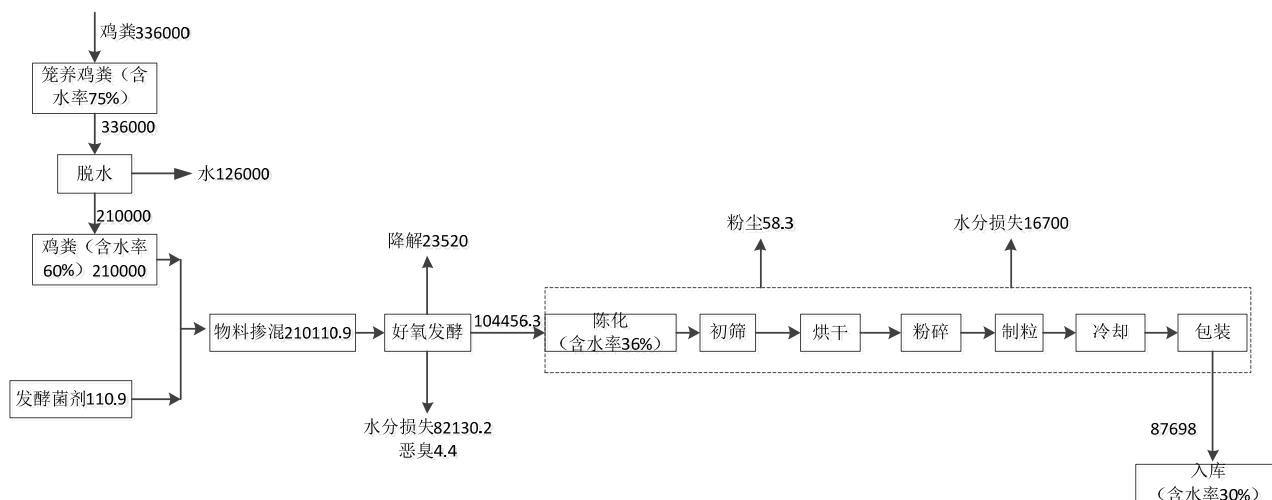 鸡粪336000
笼养鸡粪（含
水率75%）
336000
脱水
水126000
210000
鸡粪（含水率
60%）210000
发酵菌剂110.9
物料掺混210110.9
降解23520
好氧发酵
水分损失82130.2
恶臭4.4
104456.3
粉尘58.3
水分损失16700
陈化
（含水率36%）
初筛
烘干
粉碎
制粒
冷却
包装
87698
入库
（含水率30%）